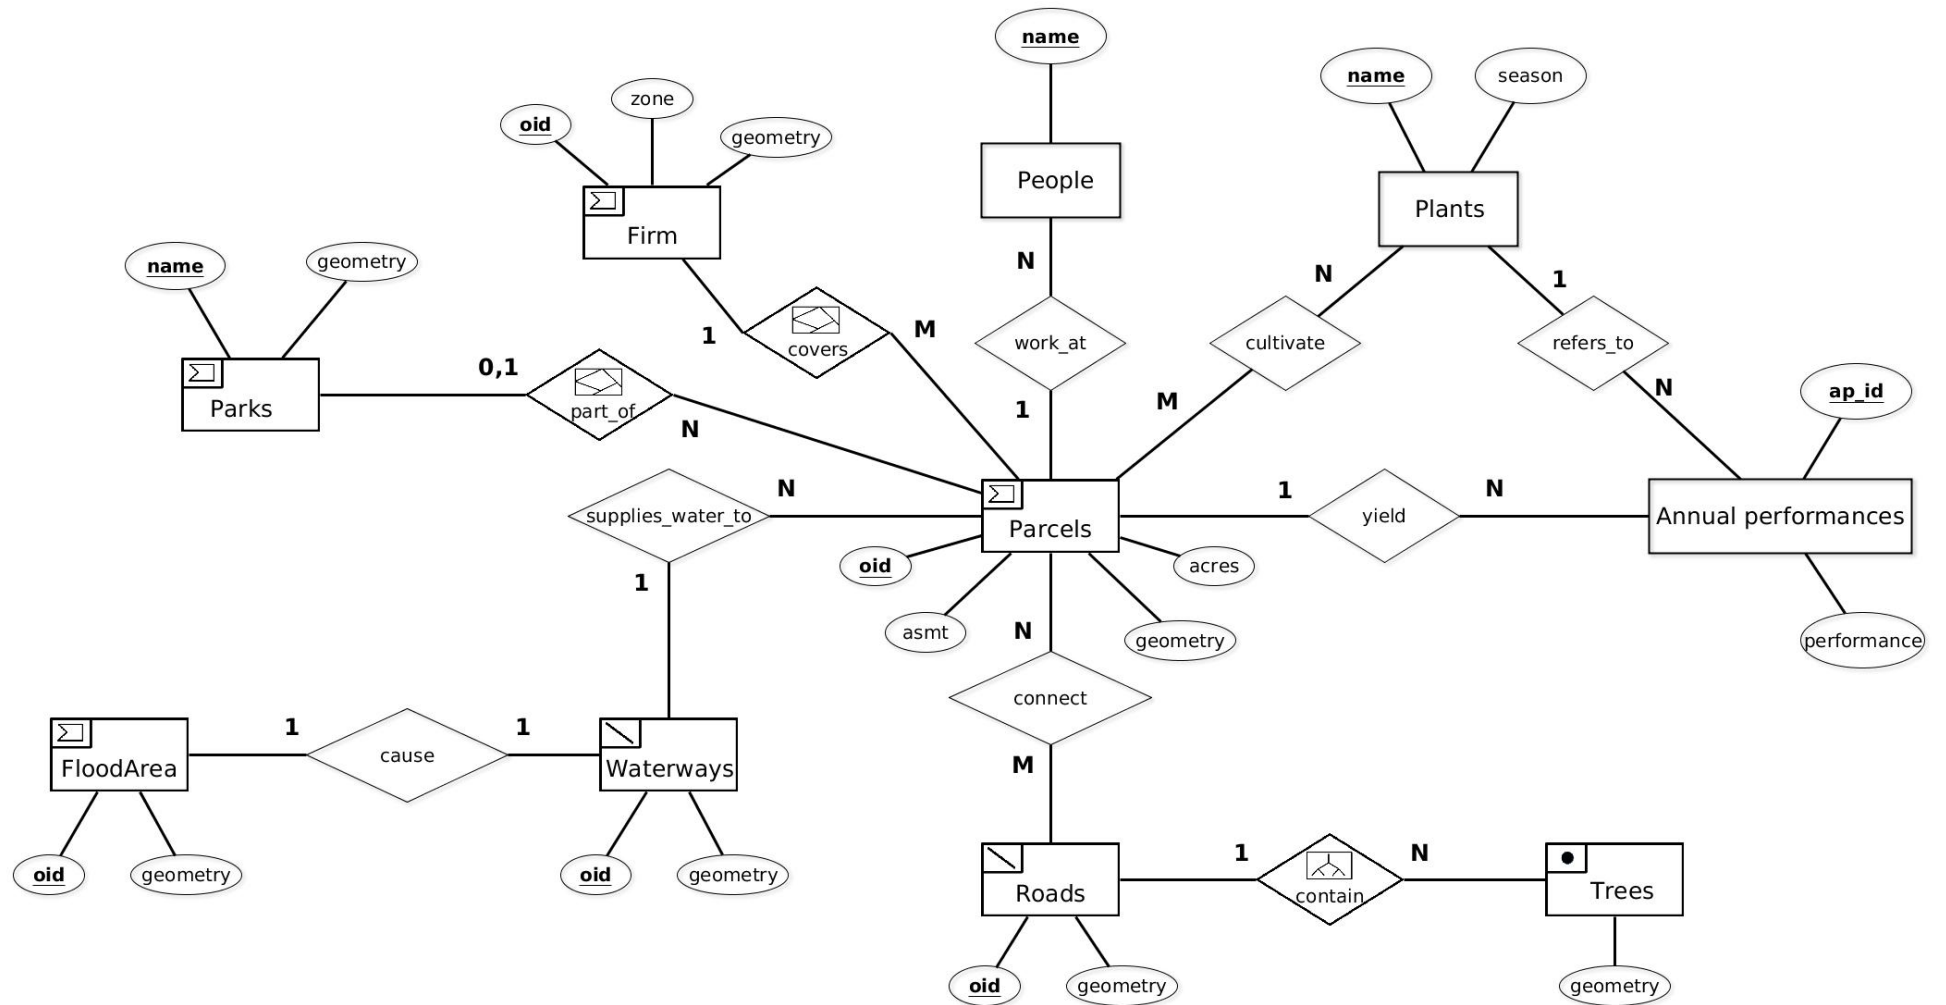 name
name
season
zone
oid
geometry
People
Plants
Firm
name
geometry
N
N
1
1
covers
M
work_at
cultivate
refers_to
0,1
part_of
N
M
N
1
ap_id
Parks
N
1
N
supplies_water_to
Parcels
yield
Annual performances
oid
acres
1
asmt
geometry
performance
N
connect
1
1
cause
FloodArea
Waterways
M
oid
geometry
oid
geometry
1
N
Roads
contain
Trees
oid
geometry
geometry